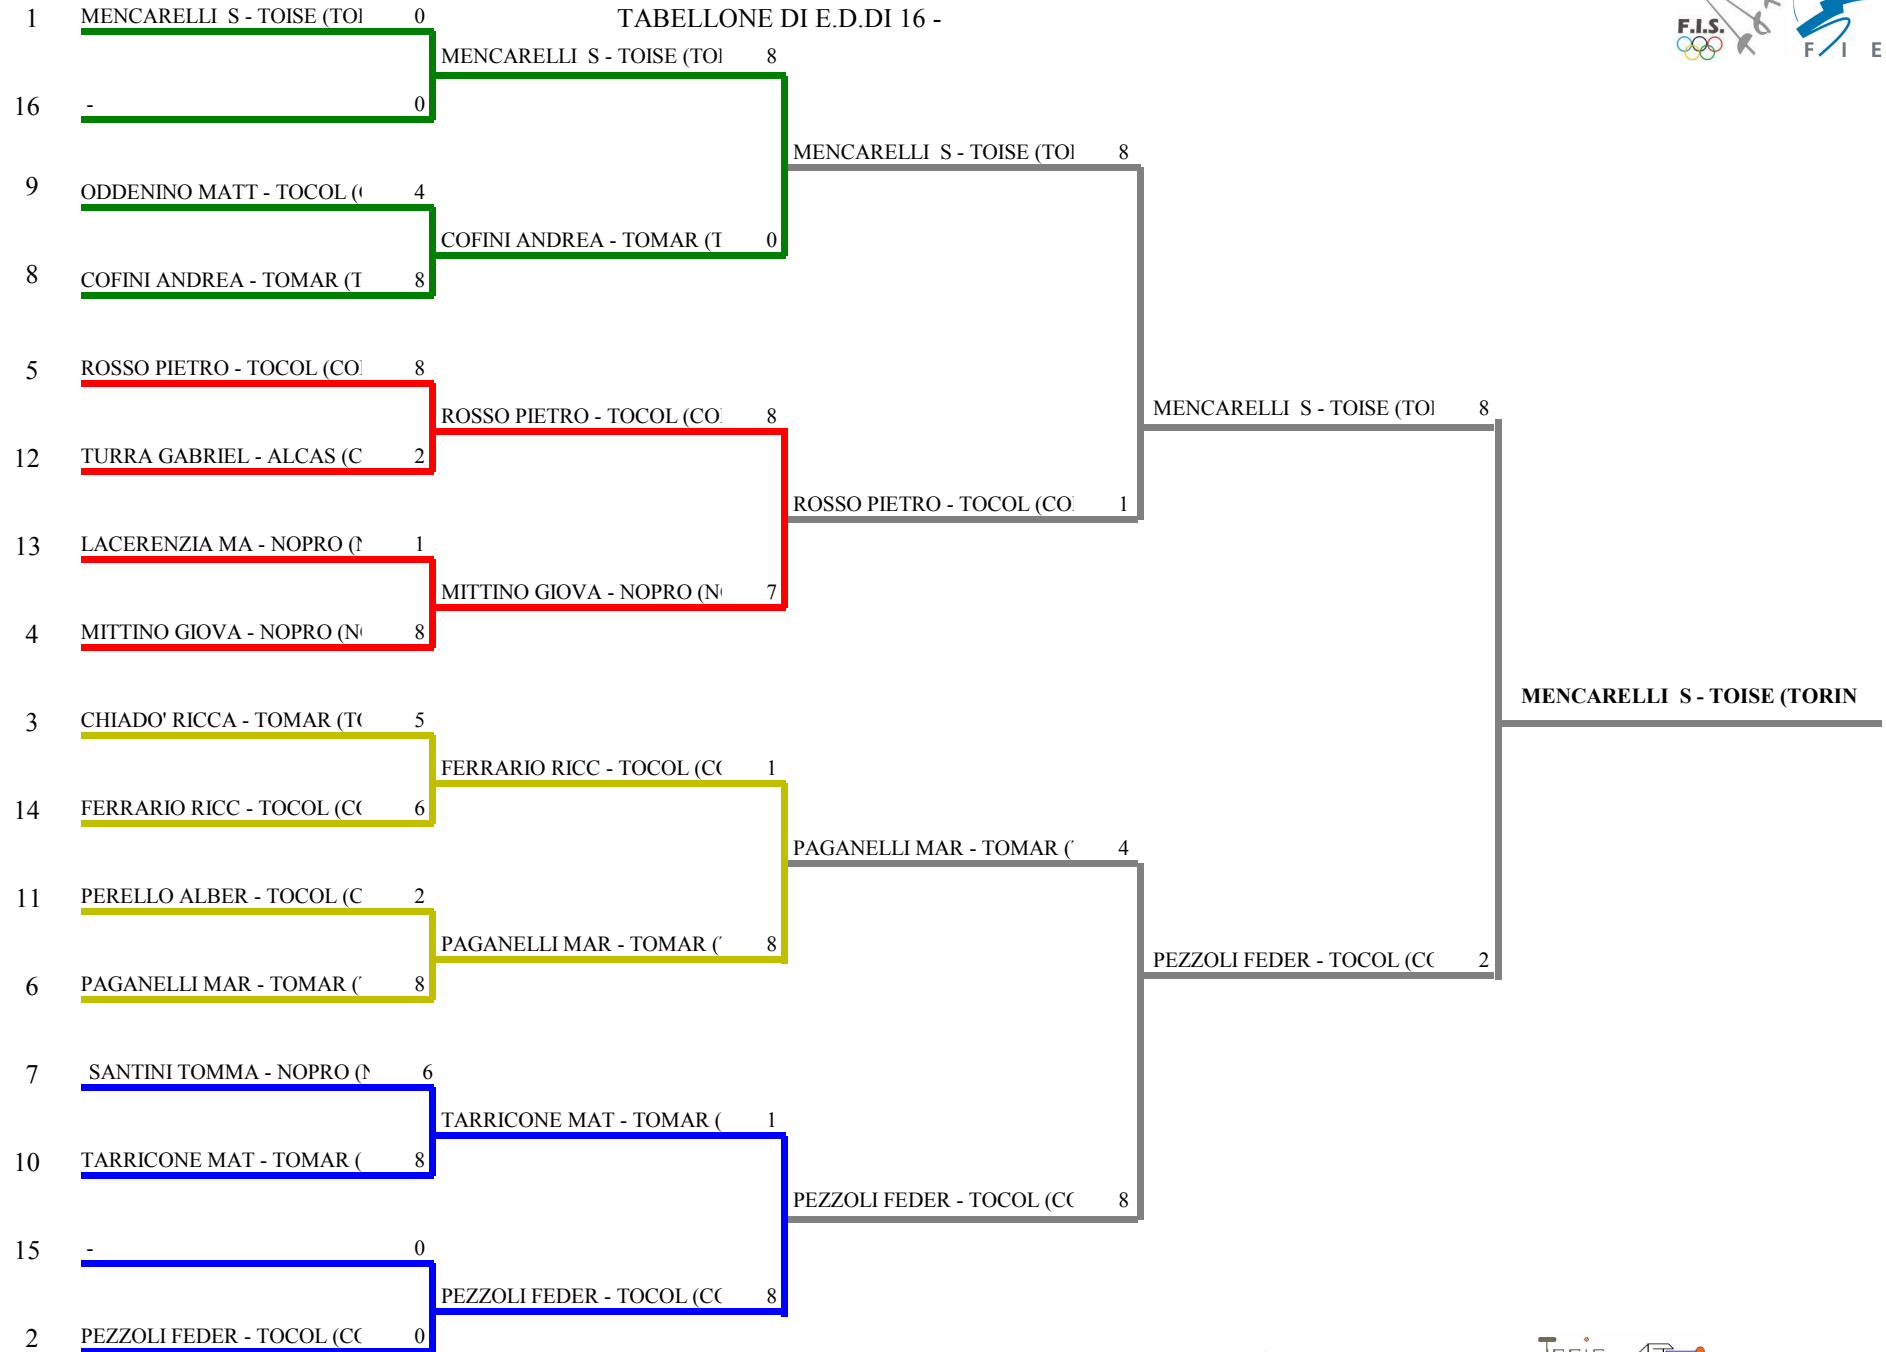 TABELLONE DI E.D.DI 16 -
F.I.S.
F I E
1 MENCARELLI S - TOISE (TOI 0
MENCARELLI S - TOISE (TOI 8
16 - 0
MENCARELLI S - TOISE (TOI 8
9 ODDENINO MATT - TOCOL (( 4
COFINI ANDREA - TOMAR (T 0
8 COFINI ANDREA - TOMAR (T 8
5 ROSSO PIETRO - TOCOL (CO 8
ROSSO PIETRO - TOCOL (CO 8
MENCARELLI S - TOISE (TOI 8
12 TURRA GABRIEL - ALCAS (C 2
ROSSO PIETRO - TOCOL (CO 1
13 LACERENZIA MA - NOPRO (N 1
MITTINO GIOVA - NOPRO (N 7
4 MITTINO GIOVA - NOPRO (N 8
MENCARELLI S - TOISE (TORIN
3 CHIADO' RICCA - TOMAR (T( 5
FERRARIO RICC - TOCOL (C( 1
14 FERRARIO RICC - TOCOL (C( 6
PAGANELLI MAR - TOMAR ( 4
11 PERELLO ALBER - TOCOL (C 2
PAGANELLI MAR - TOMAR ( 8
PEZZOLI FEDER - TOCOL (C( 2
6 PAGANELLI MAR - TOMAR ( 8
7 SANTINI TOMMA - NOPRO (N 6
TARRICONE MAT - TOMAR ( 1
10 TARRICONE MAT - TOMAR ( 8
PEZZOLI FEDER - TOCOL (C( 8
15 - 0
PEZZOLI FEDER - TOCOL (C( 8
2 PEZZOLI FEDER - TOCOL (C( 0